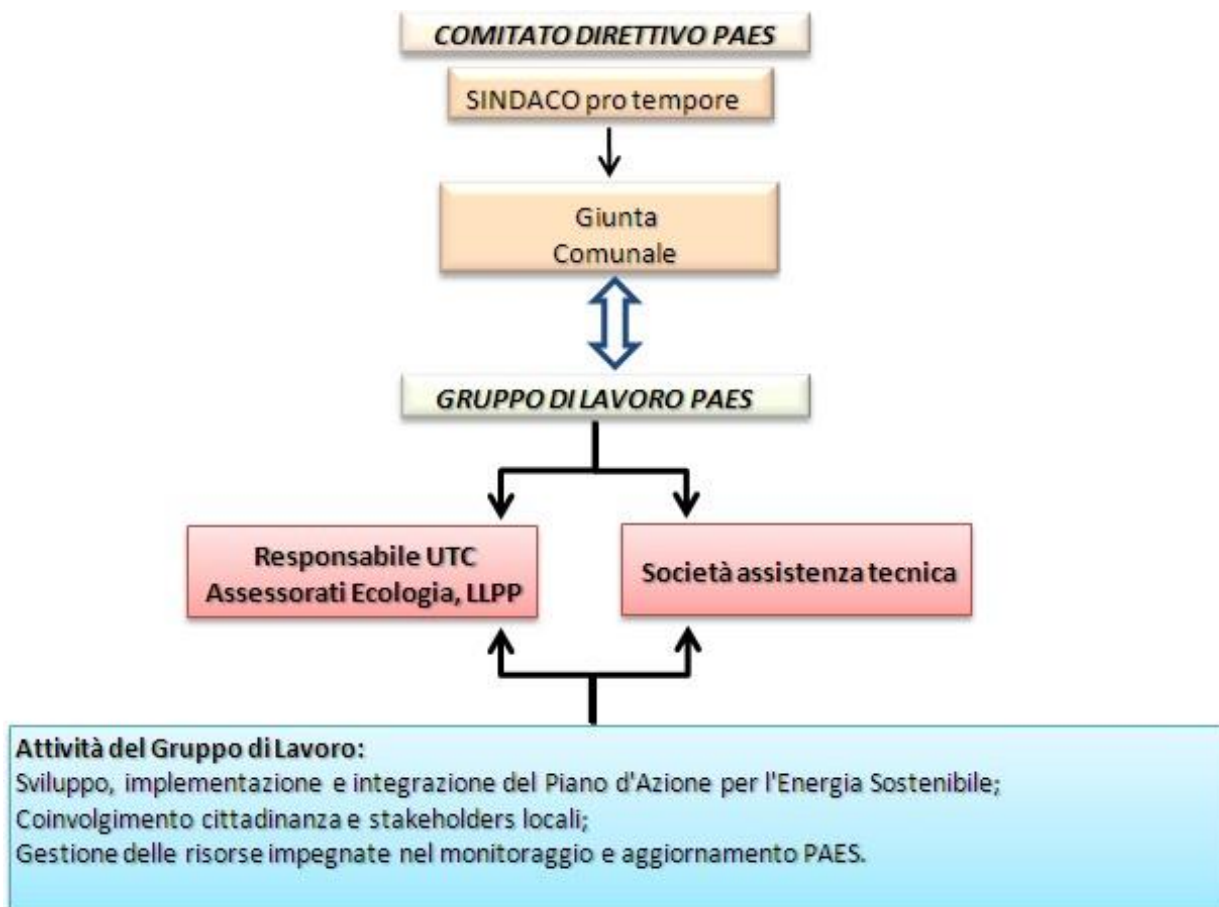 COMITATO DIRETTIVO PAES
SINDACO pro tempore
Giunta
Comunale
GRUPPO DI LAVORO PAES
Responsabile UTC
Assessorati Ecologia, LLPP
Società assistenza tecnica
Attività del Gruppo di Lavoro:
Sviluppo, implementazione e integrazione del Piano d'Azione per l'Energia Sostenibile;
Coinvolgimento cittadinanza e stakeholders locali;
Gestione delle risorse impegnate nel monitoraggio e aggiornamento PAES.